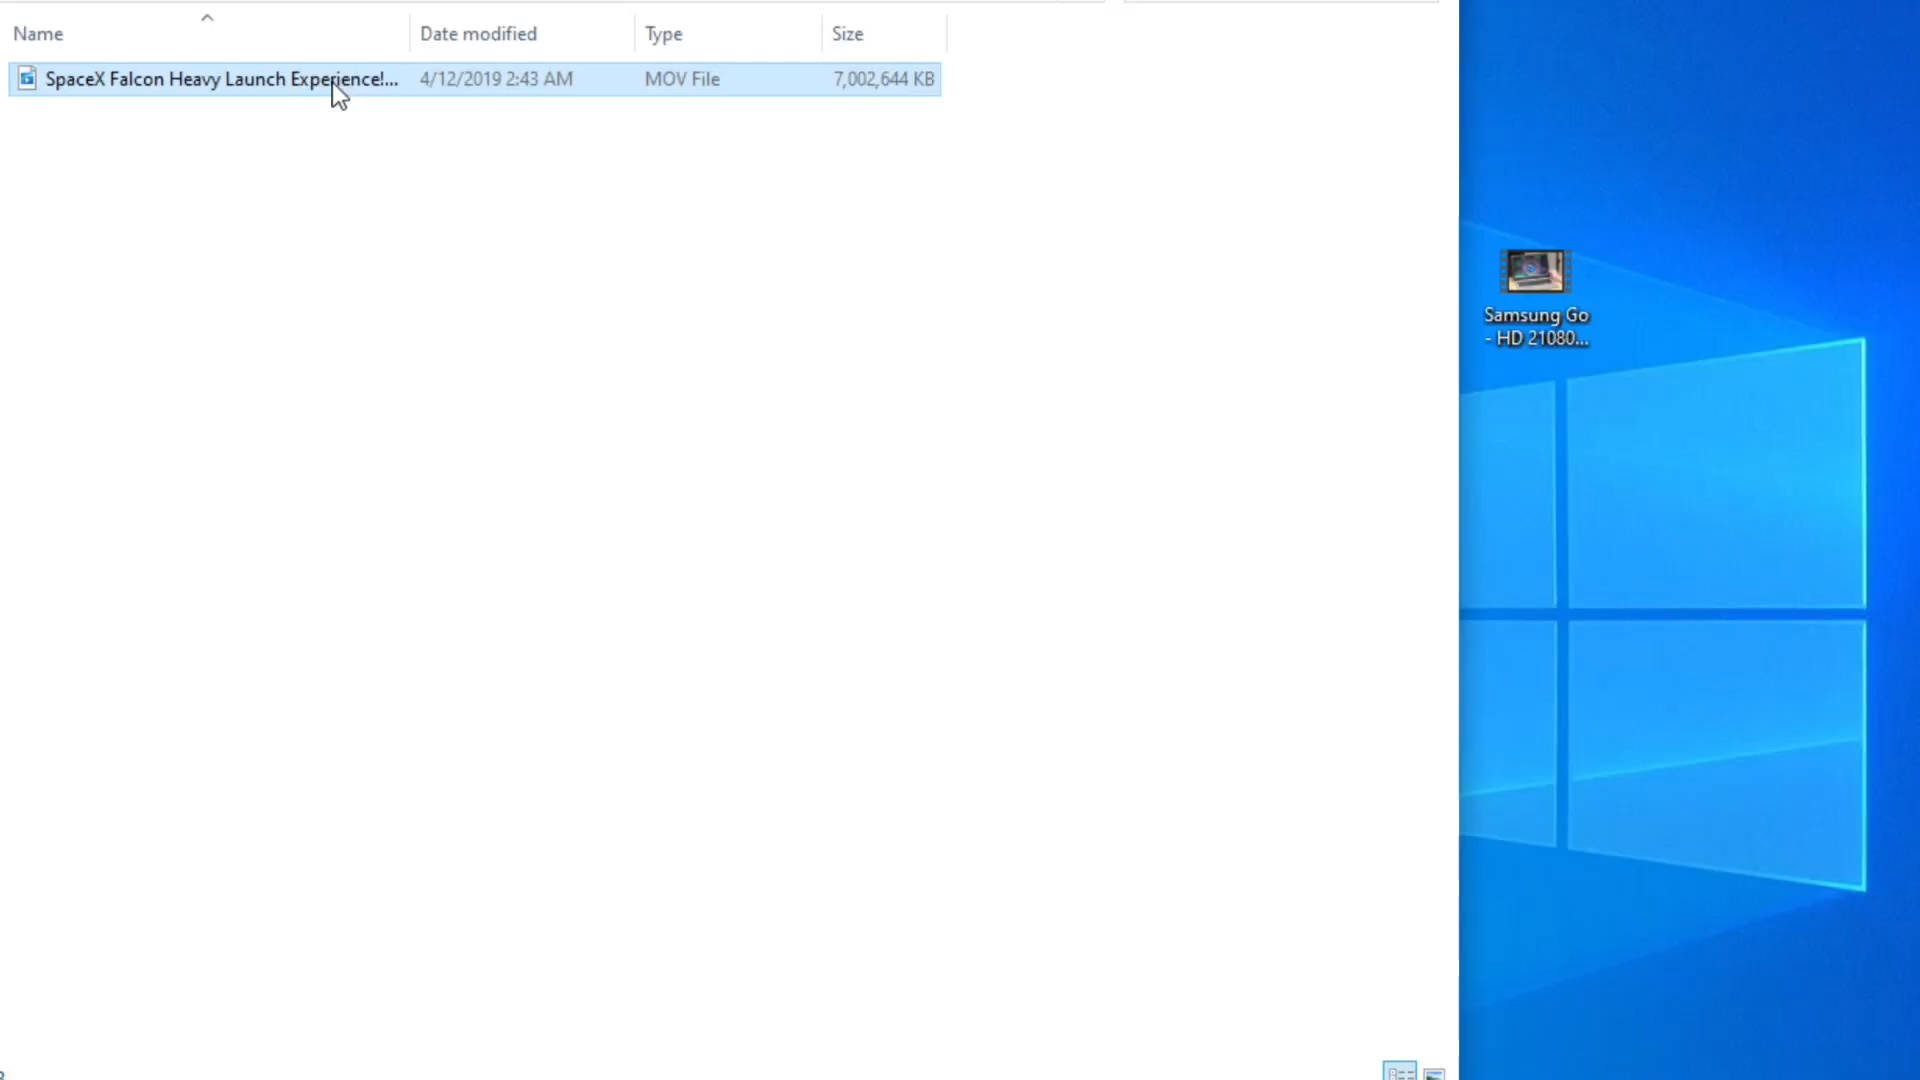 Name Date modified Type Size
SpaceX Falcon Heavy Launch Experience!... 4/12/2019 2:43 AM MOV File 7,002,644 KB
Samsung Go
- HD 21080...